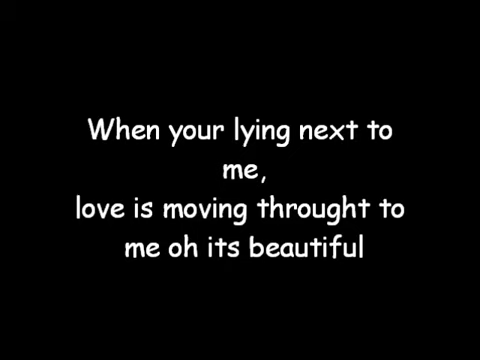 When your lying next to
me,
love is moving throught to
me oh its beautiful